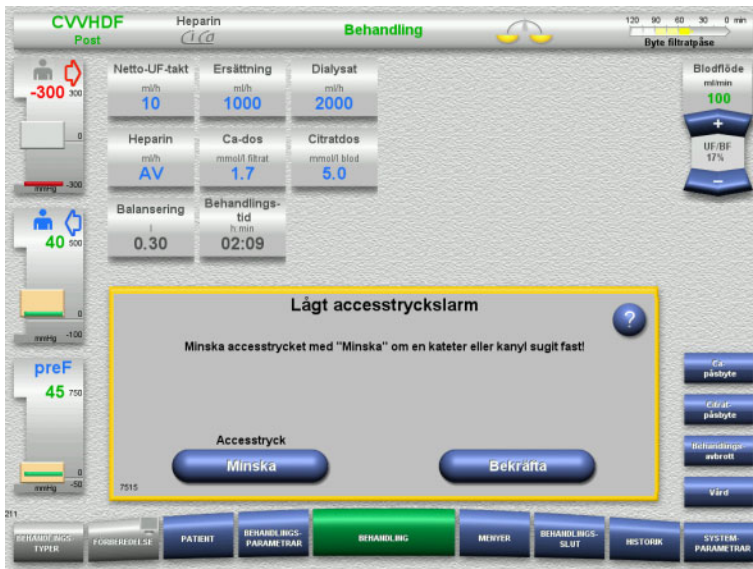 CVVHDF
Post
Heparin
CiCa
Behandling
120 90 60 30 0 min
Byte filtratpåse
-300
300
0
-300
mmHg
40
500
0
-100
mmHg
preF
45
750
0
-50
mmHg
Netto-UF-takt
ml/h
10
Ersättning
ml/h
1000
Dialysat
ml/h
2000
Heparin
ml/h
AV
Ca-dos
mmol/l filtrat
1.7
Citratdos
mmol/l blod
5.0
Balansering
l
0.30
Behandlings-
tid
h:min
02:09
Blodflöde
ml/min
100
+
UF/BF
17%
−
Lågt accesstryckslarm
?
Minska accesstrycket med "Minska" om en kateter eller kanyl sugit fast!
Accesstryck
Minska
Bekräfta
7515
Ca-
påsbyte
Citrat-
påsbyte
Behandlings-
avbrott
Vård
211
BEHANDLINGS-
TYPER
FÖRBEREDELSE
PATIENT
BEHANDLINGS-
PARAMETRAR
BEHANDLING
MENYER
BEHANDLINGS-
SLUT
HISTORIK
SYSTEM-
PARAMETRAR